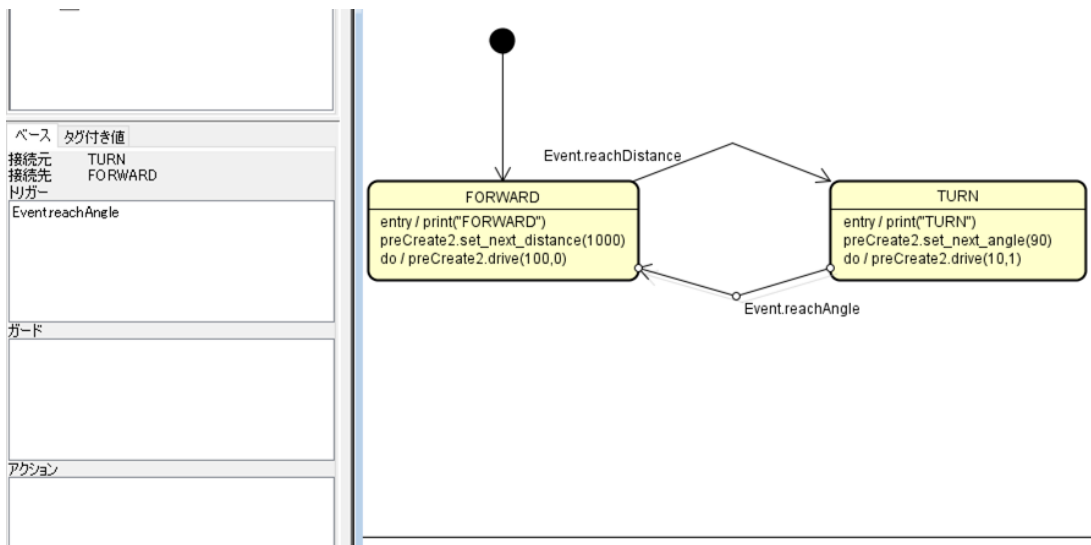 ベース タグ付き値
接続元 TURN
接続先 FORWARD
トリガー
Event.reachAngle
ガード
アクション
Event.reachDistance
FORWARD
entry / print("FORWARD")
preCreate2.set_next_distance(1000)
do / preCreate2.drive(100,0)
TURN
entry / print("TURN")
preCreate2.set_next_angle(90)
do / preCreate2.drive(10,1)
Event.reachAngle